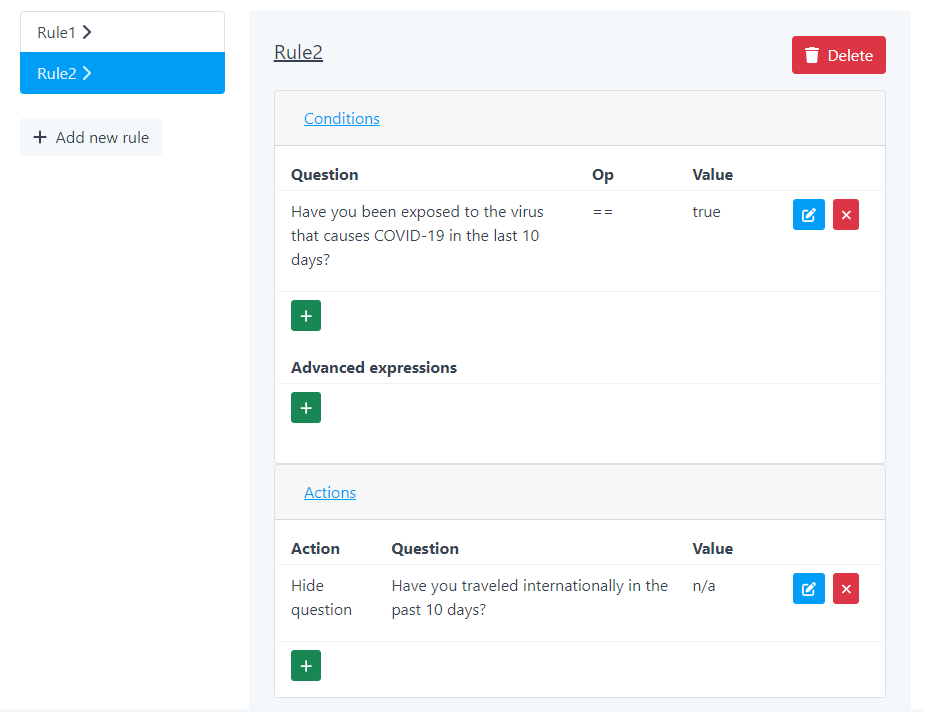 Rule1
Rule2
Add new rule
Rule2
Delete
Conditions
Question Op Value
Have you been exposed to the virus == true
that causes COVID-19 in the last 10
days?
Advanced expressions
Actions
Action Question Value
Hide Have you traveled internationally in the n/a
question past 10 days?